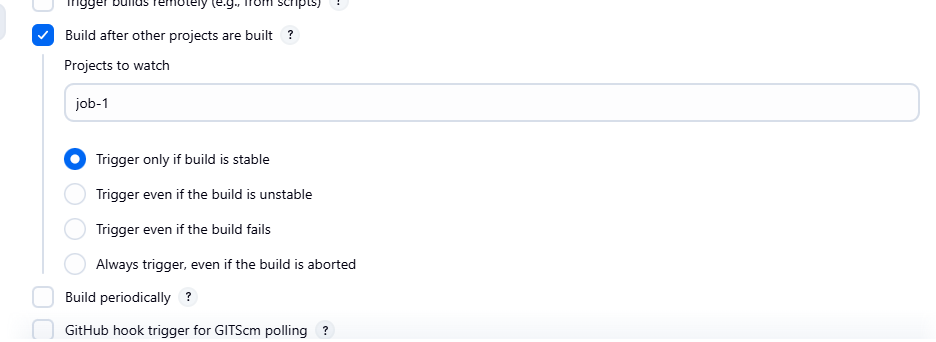 Trigger builds remotely (e.g., from scripts) ?
Build after other projects are built ?
Projects to watch
job-1
Trigger only if build is stable
Trigger even if the build is unstable
Trigger even if the build fails
Always trigger, even if the build is aborted
Build periodically ?
GitHub hook trigger for GITScm polling ?